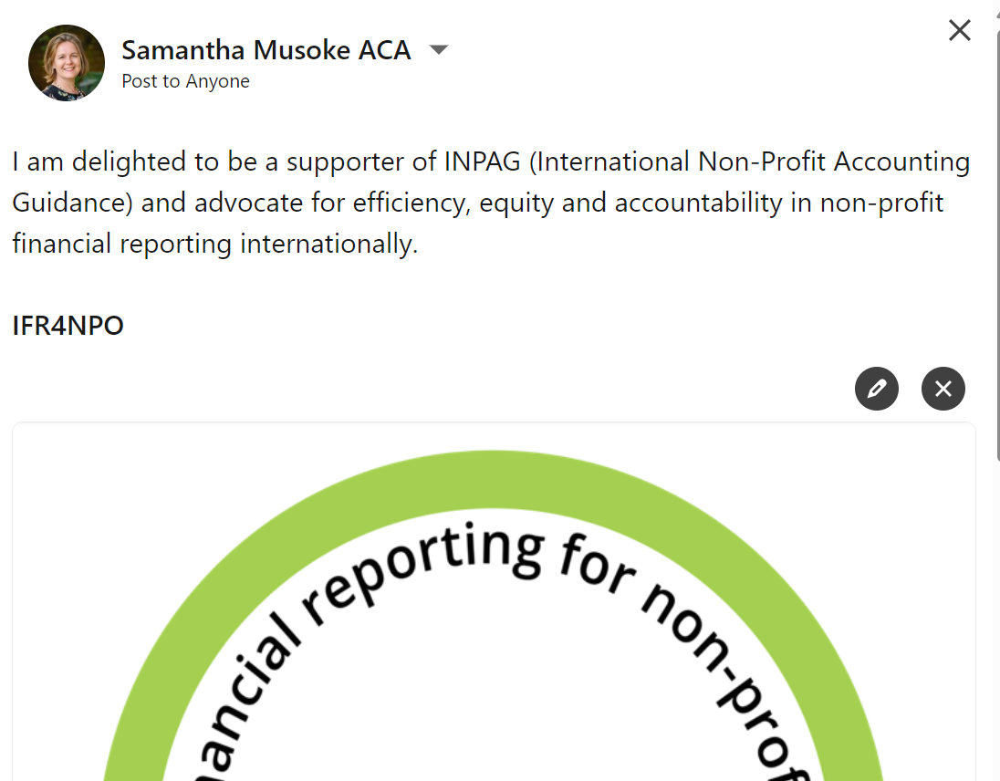 Samantha Musoke ACA
Post to Anyone
I am delighted to be a supporter of INPAG (International Non-Profit Accounting
Guidance) and advocate for efficiency, equity and accountability in non-profit
financial reporting internationally.
IFR4NPO
ancial reporting for non-prof